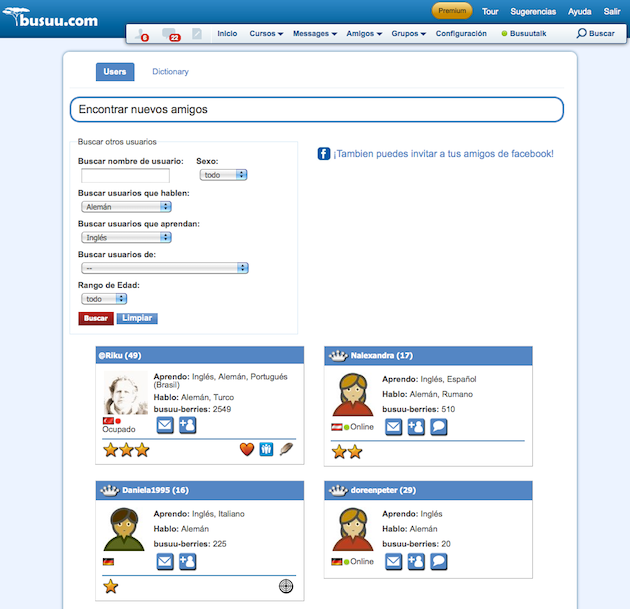 busuu.com
Premium Tour Sugerencias Ayuda Salir
6 22 Inicio Cursos Messages Amigos Grupos Configuración Busuutalk Buscar
Users Dictionary
Encontrar nuevos amigos
Buscar otros usuarios
Buscar nombre de usuario: Sexo:
todo
¡Tambien puedes invitar a tus amigos de facebook!
Buscar usuarios que hablen:
Alemán
Buscar usuarios que aprendan:
Inglés
Buscar usuarios de:
--
Rango de Edad:
todo
Buscar Limpiar
@Riku (49)
Aprendo: Inglés, Alemán, Portugués
(Brasil)
Hablo: Alemán, Turco
busuu-berries: 2549
Ocupado
Nalexandra (17)
Aprendo: Inglés, Español
Hablo: Alemán, Rumano
busuu-berries: 510
Online
Daniela1995 (16)
Aprendo: Inglés, Italiano
Hablo: Alemán
busuu-berries: 225
doreenpeter (29)
Aprendo: Inglés
Hablo: Alemán
busuu-berries: 20
Online